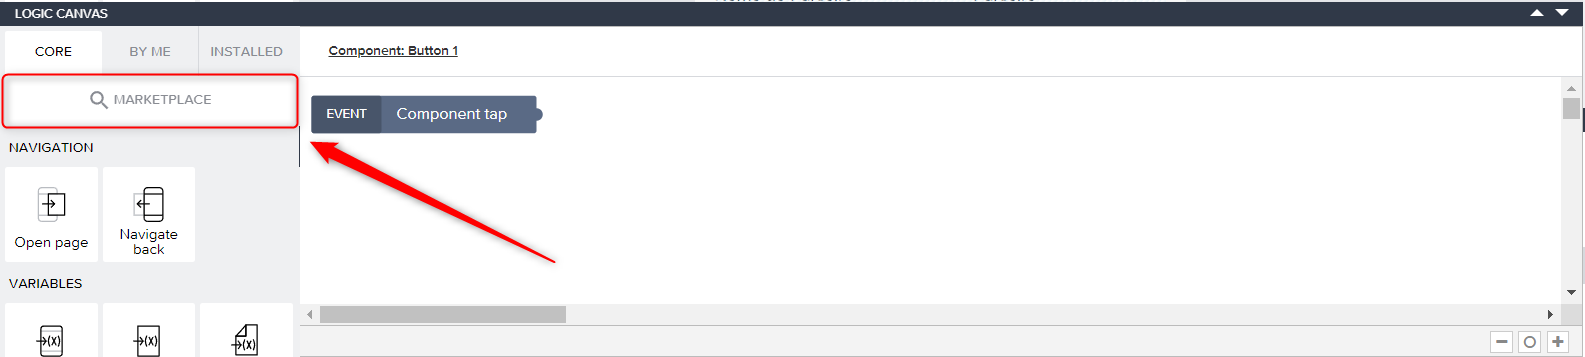 LOGIC CANVAS
CORE
BY ME
INSTALLED
Component: Button 1
MARKETPLACE
EVENT
Component tap
NAVIGATION
Open page
Navigate
back
VARIABLES
(x)
(x)
(x)